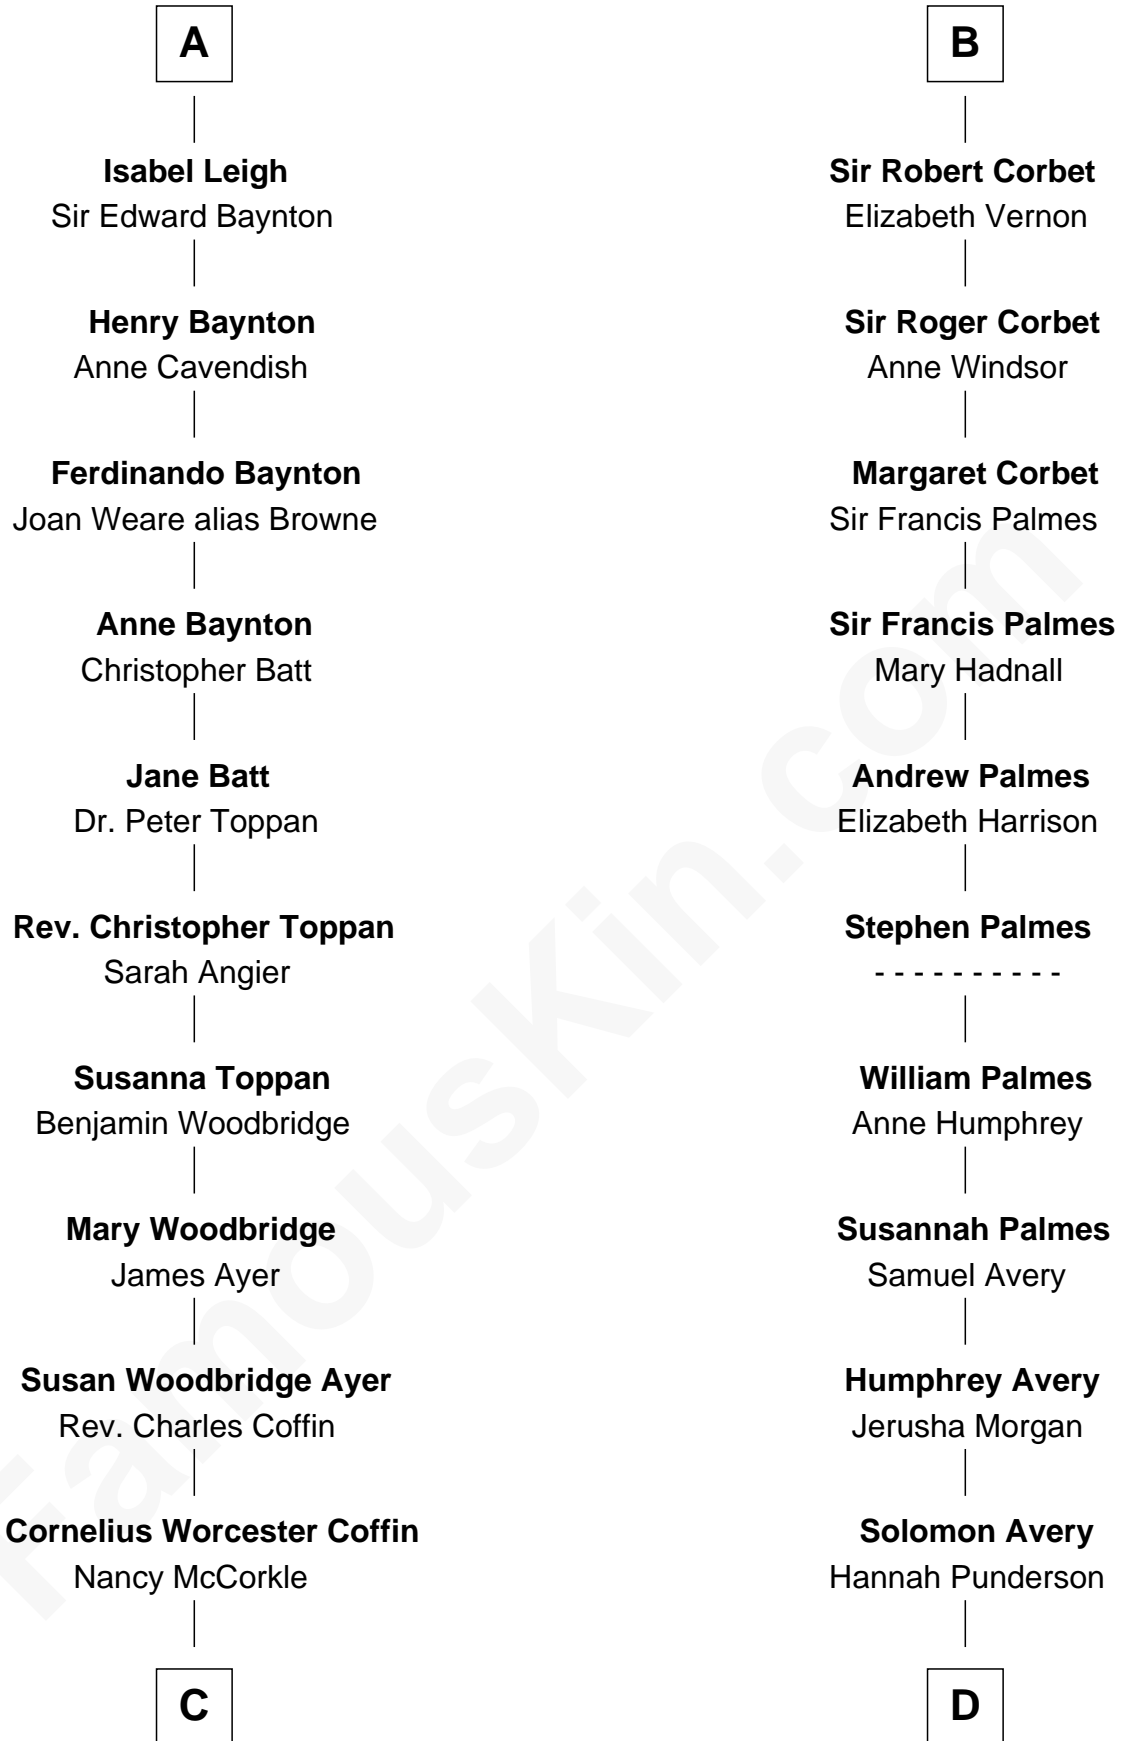 A
Isabel Leigh
Sir Edward Baynton
Henry Baynton
Anne Cavendish
Ferdinando Baynton
Joan Weare alias Browne
Anne Baynton
Christopher Batt
Jane Batt
Dr. Peter Toppan
Rev. Christopher Toppan
Sarah Angier
Susanna Toppan
Benjamin Woodbridge
Mary Woodbridge
James Ayer
Susan Woodbridge Ayer
Rev. Charles Coffin
Cornelius Worcester Coffin
Nancy McCorkle
C
B
Sir Robert Corbet
Elizabeth Vernon
Sir Roger Corbet
Anne Windsor
Margaret Corbet
Sir Francis Palmes
Sir Francis Palmes
Mary Hadnall
Andrew Palmes
Elizabeth Harrison
Stephen Palmes
- - - - - - - - - -
William Palmes
Anne Humphrey
Susannah Palmes
Samuel Avery
Humphrey Avery
Jerusha Morgan
Solomon Avery
Hannah Punderson
D
FamousKin.com